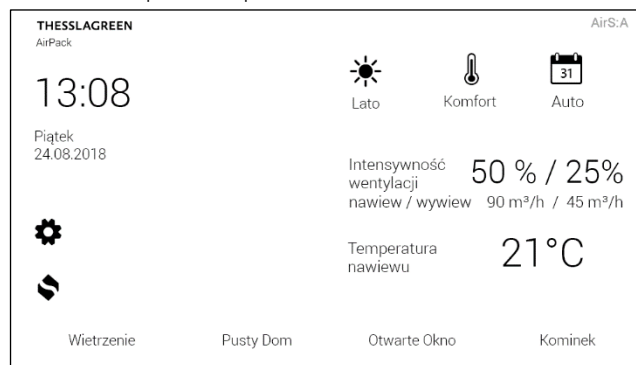 THESSLAGREEN
AirPack
AirS:A
13:08
Piątek
24.08.2018
31
Lato
Komfort
Auto
Intensywność
wentylacji
nawiew / wywiew
50 % / 25%
90 m³/h / 45 m³/h
Temperatura
nawiewu
21°C
Wietrzenie
Pusty Dom
Otwarte Okno
Kominek